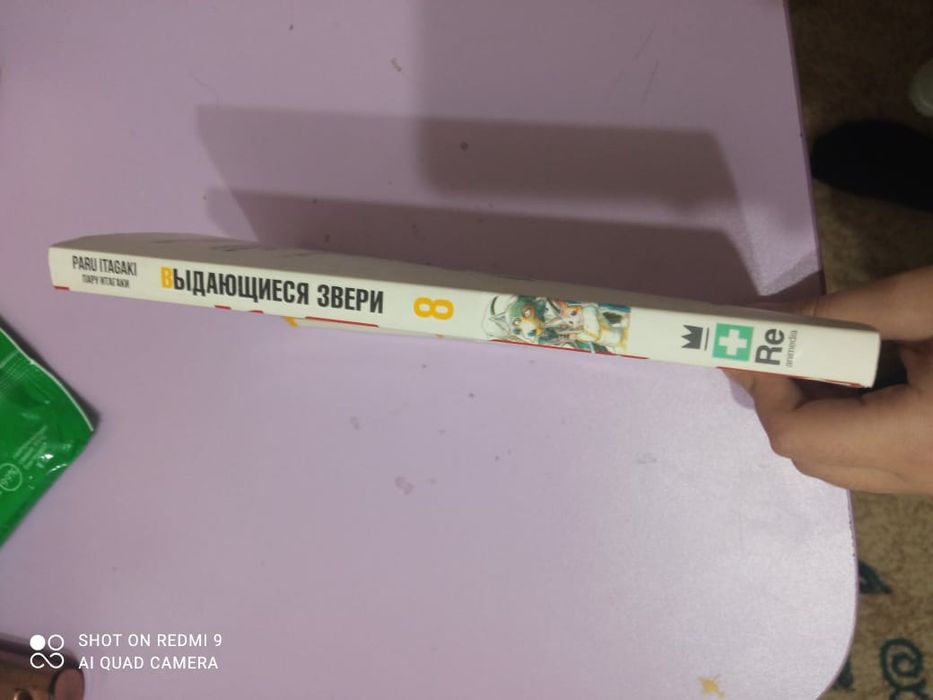 PARU ITAGAKI
ПАРУ ИТАГАКИ
ВЫДАЮЩИЕСЯ ЗВЕРИ
8
Re
animedia
SHOT ON REDMI 9
AI QUAD CAMERA